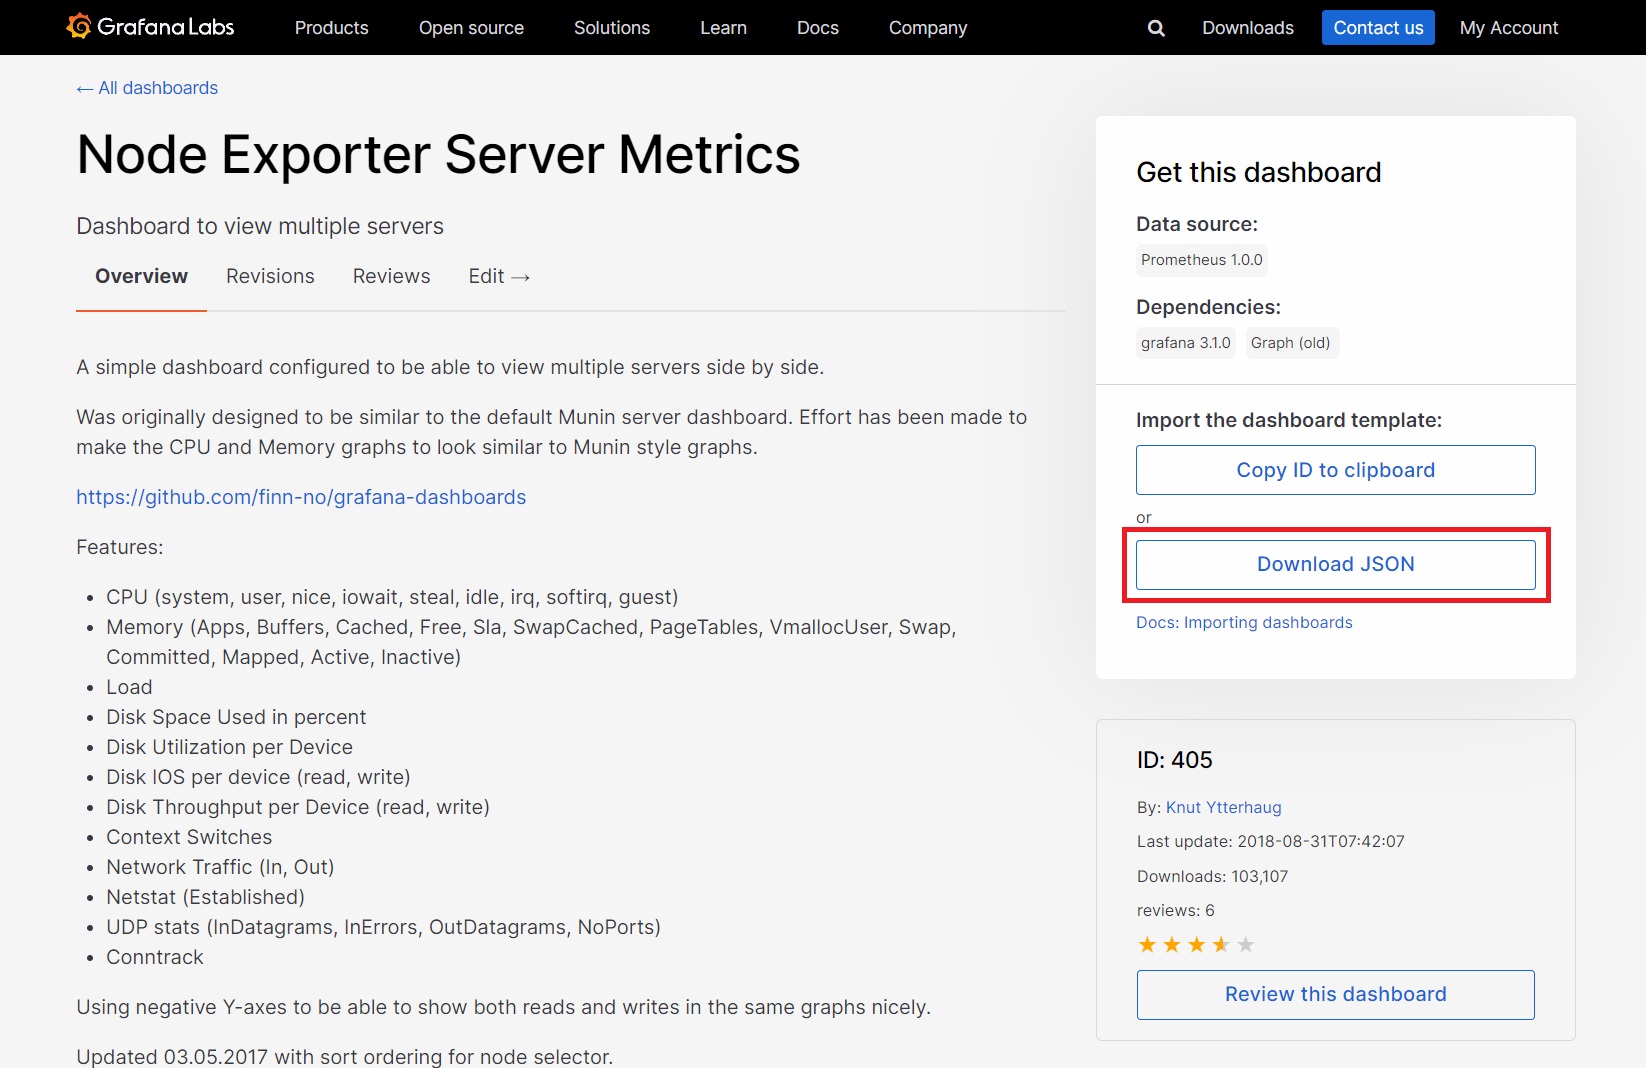 Grafana Labs Products Open source Solutions Learn Docs Company Downloads Contact us My Account
← All dashboards
Node Exporter Server Metrics
Dashboard to view multiple servers
Overview Revisions Reviews Edit →
A simple dashboard configured to be able to view multiple servers side by side.
Was originally designed to be similar to the default Munin server dashboard. Effort has been made to
make the CPU and Memory graphs to look similar to Munin style graphs.
https://github.com/finn-no/grafana-dashboards
Features:
• CPU (system, user, nice, iowait, steal, idle, irq, softirq, guest)
• Memory (Apps, Buffers, Cached, Free, Sla, SwapCached, PageTables, VmallocUser, Swap,
Committed, Mapped, Active, Inactive)
• Load
• Disk Space Used in percent
• Disk Utilization per Device
• Disk IOS per device (read, write)
• Disk Throughput per Device (read, write)
• Context Switches
• Network Traffic (In, Out)
• Netstat (Established)
• UDP stats (InDatagrams, InErrors, OutDatagrams, NoPorts)
• Conntrack
Using negative Y-axes to be able to show both reads and writes in the same graphs nicely.
Updated 03.05.2017 with sort ordering for node selector.
Get this dashboard
Data source:
Prometheus 1.0.0
Dependencies:
grafana 3.1.0 Graph (old)
Import the dashboard template:
Copy ID to clipboard
or
Download JSON
Docs: Importing dashboards
ID: 405
By: Knut Ytterhaug
Last update: 2018-08-31T07:42:07
Downloads: 103,107
reviews: 6
Review this dashboard